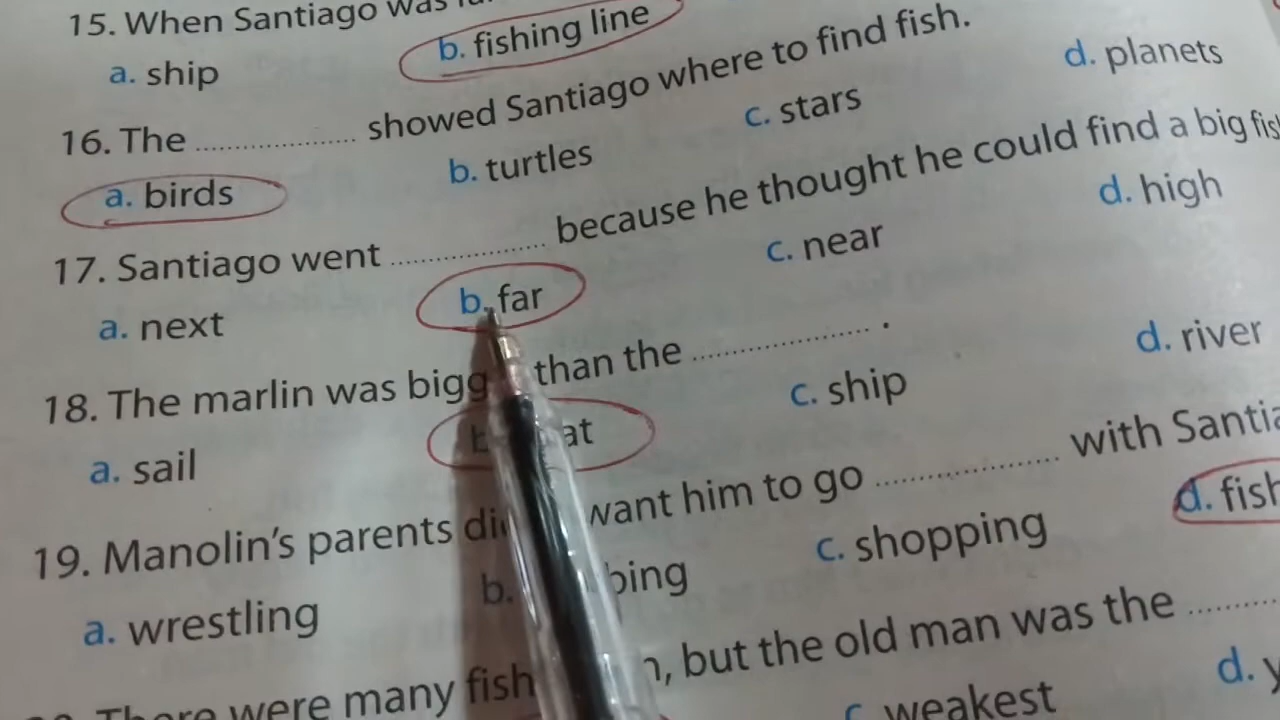 15. When Santiago was
a. ship b. fishing line
16. The .................... showed Santiago where to find fish.
a. birds b. turtles c. stars d. planets
17. Santiago went .................... because he thought he could find a big fis
a. next b. far c. near d. high
18. The marlin was bigg than the .................... .
a. sail at c. ship d. river
19. Manolin's parents di want him to go .................... with Santia
a. wrestling b. bing c. shopping d. fish
There were many fish , but the old man was the ..........
c. weakest d.